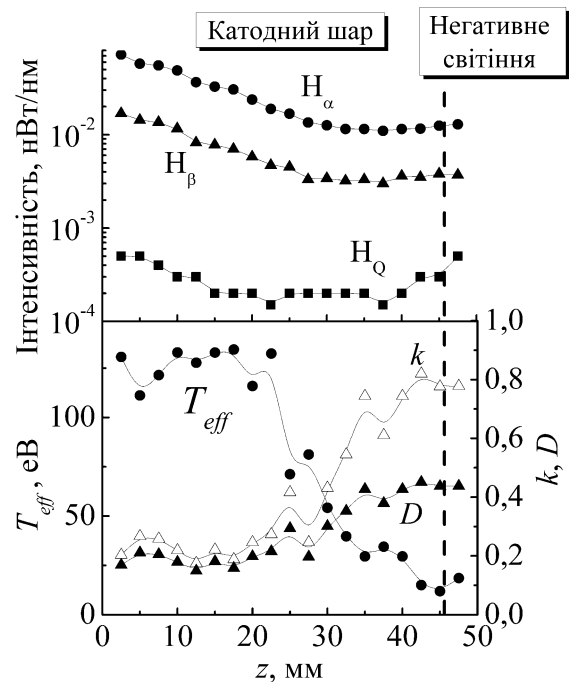 Катодний шар
Негативне
світіння
Інтенсивність, нВт/нм
10⁻²
10⁻³
10⁻⁴
Hα
Hβ
HQ
Teff, еВ
100
50
0
Teff
k
D
1,0
0,8
0,6
0,4
0,2
0,0
k, D
0 10 20 30 40 50
z, мм